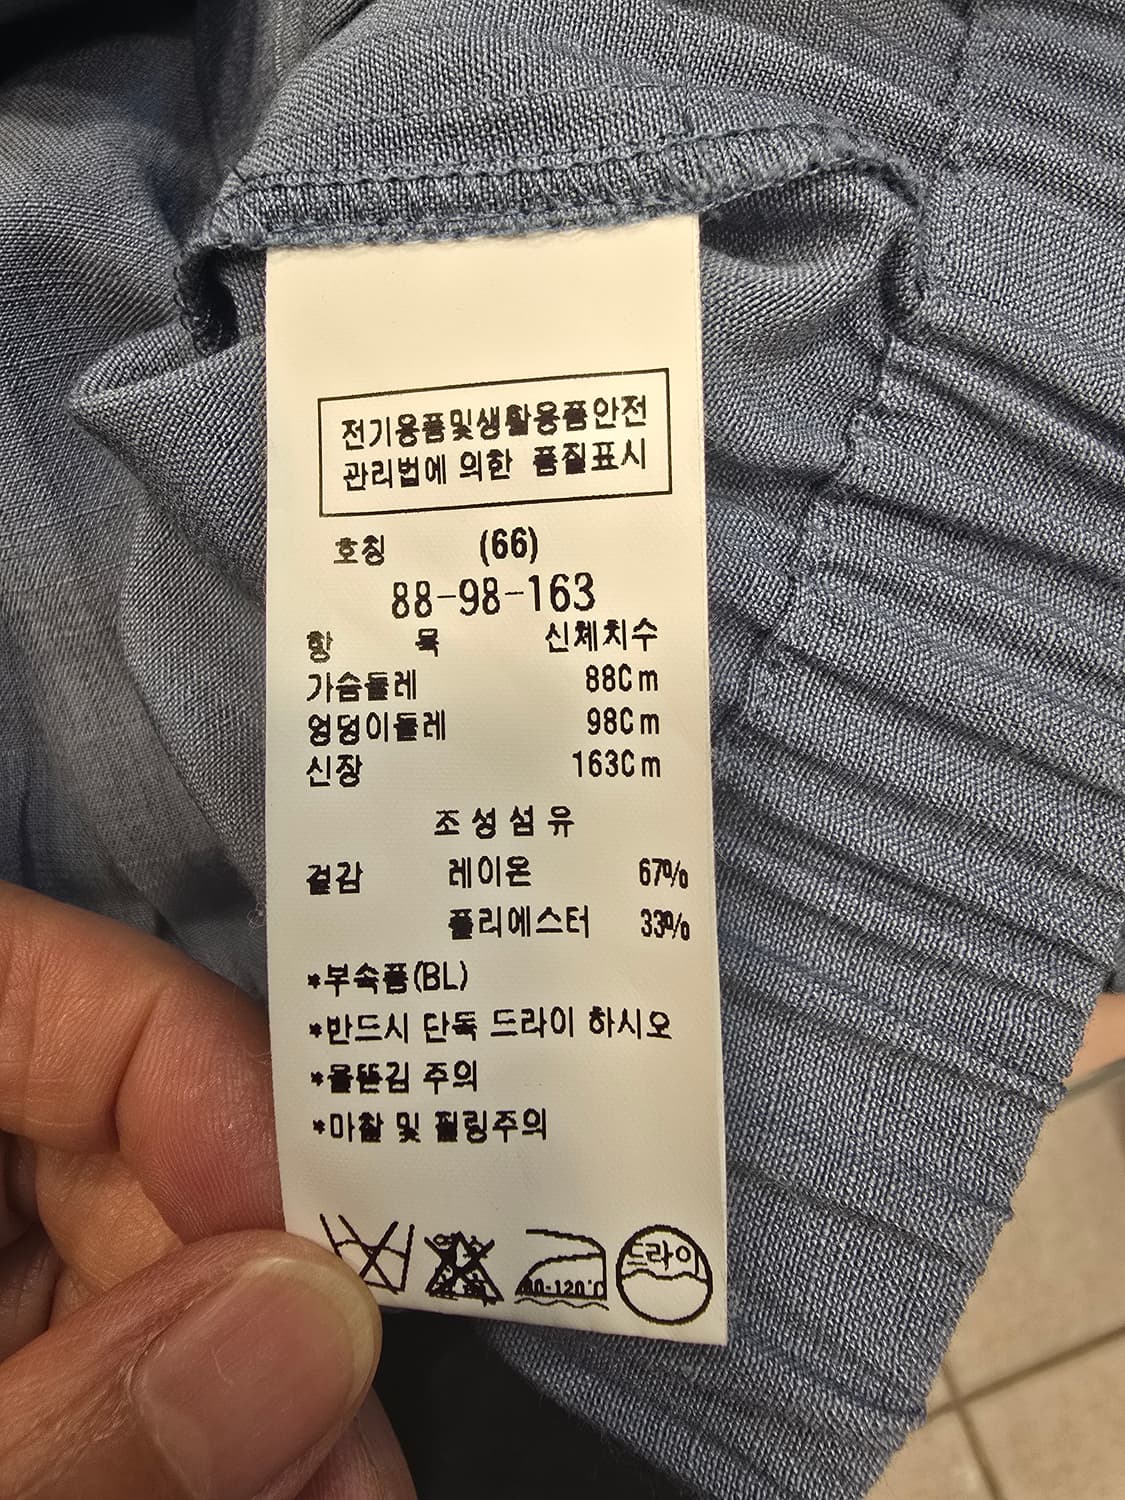 전기용품및생활용품안전
관리법에 의한 품질표시
호칭 (66)
88-98-163
항 목 신체치수
가슴둘레 88Cm
엉덩이둘레 98Cm
신장 163Cm
조성섬유
겉감 레이온 67%
폴리에스터 33%
*부속품(BL)
*반드시 단독 드라이 하시오
*올뜯김 주의
*마찰 및 필링주의
80-120℃ 드라이